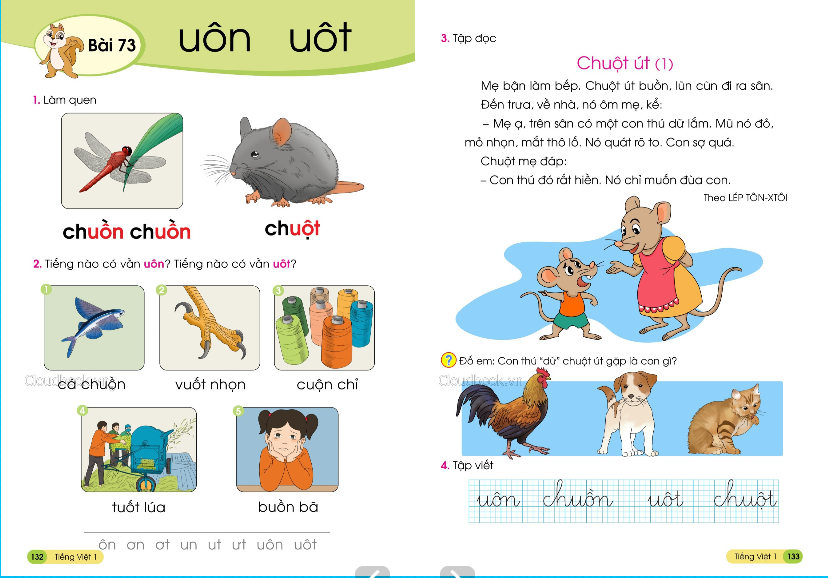 Bài 73
uôn uôt
1. Làm quen
chuồn chuồn
chuột
2. Tiếng nào có vần uôn? Tiếng nào có vần uôt?
1
2
3
cá chuồn
vuốt nhọn
cuộn chỉ
4
5
tuốt lúa
buồn bã
ôn ơn ơt un ut ưt uôn uôt
132 Tiếng Việt 1
3. Tập đọc
Chuột út (1)
Mẹ bận làm bếp. Chuột út buồn, lủn củn đi ra sân.
Đến trưa, về nhà, nó ôm mẹ, kể:
– Mẹ ạ, trên sân có một con thú dữ lắm. Mũ nó đỏ,
mỏ nhọn, mắt thô lố. Nó quát rõ to. Con sợ quá.
Chuột mẹ đáp:
– Con thú đó rất hiền. Nó chỉ muốn đùa con.
Theo LÉP TÔN-XTÔI
? Đố em: Con thú “dữ” chuột út gặp là con gì?
Cloudbook.vn
Cloudbook.vn
4. Tập viết
uôn chuồn uôt chuột
Tiếng Việt 1 133